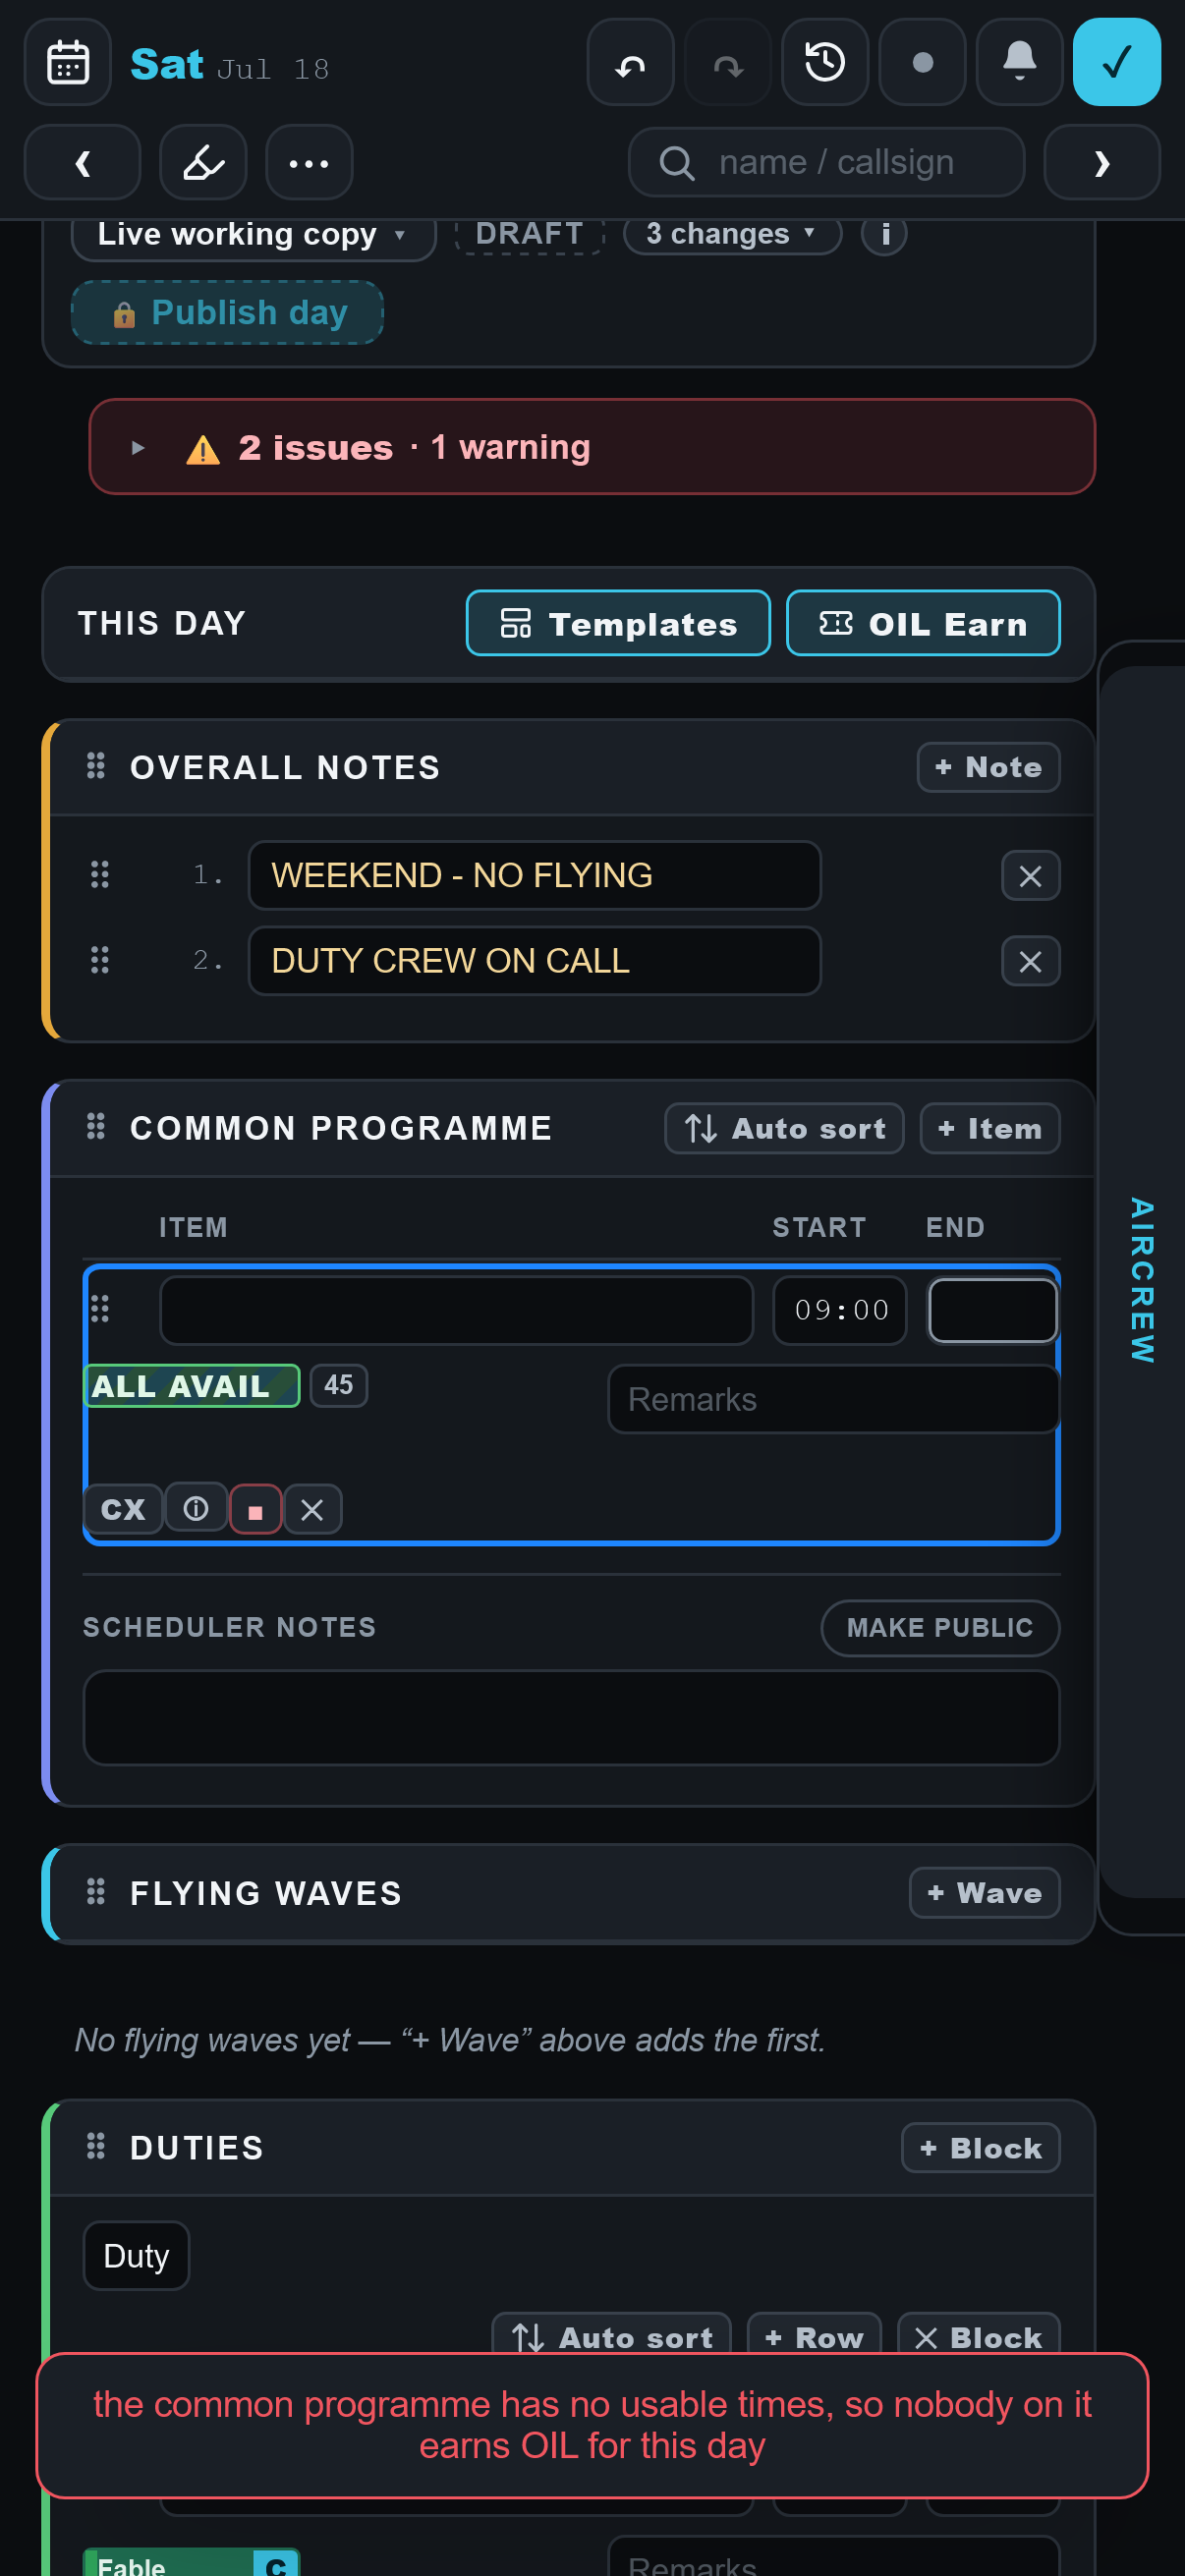 Sat Jul 18
name / callsign
Live working copy DRAFT 3 changes i
Publish day
2 issues · 1 warning
THIS DAY Templates OIL Earn
OVERALL NOTES + Note
1. WEEKEND - NO FLYING
2. DUTY CREW ON CALL
COMMON PROGRAMME Auto sort + Item
ITEM START END
09:00
ALL AVAIL 45 Remarks
CX
SCHEDULER NOTES MAKE PUBLIC
AIRCREW
FLYING WAVES + Wave
No flying waves yet — “+ Wave” above adds the first.
DUTIES + Block
Duty
Auto sort + Row × Block
the common programme has no usable times, so nobody on it
earns OIL for this day
Fable C Remarks